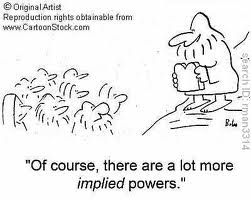 © Original Artist
Reproduction rights obtainable from
www.CartoonStock.com
"Of course, there are a lot more
implied powers."